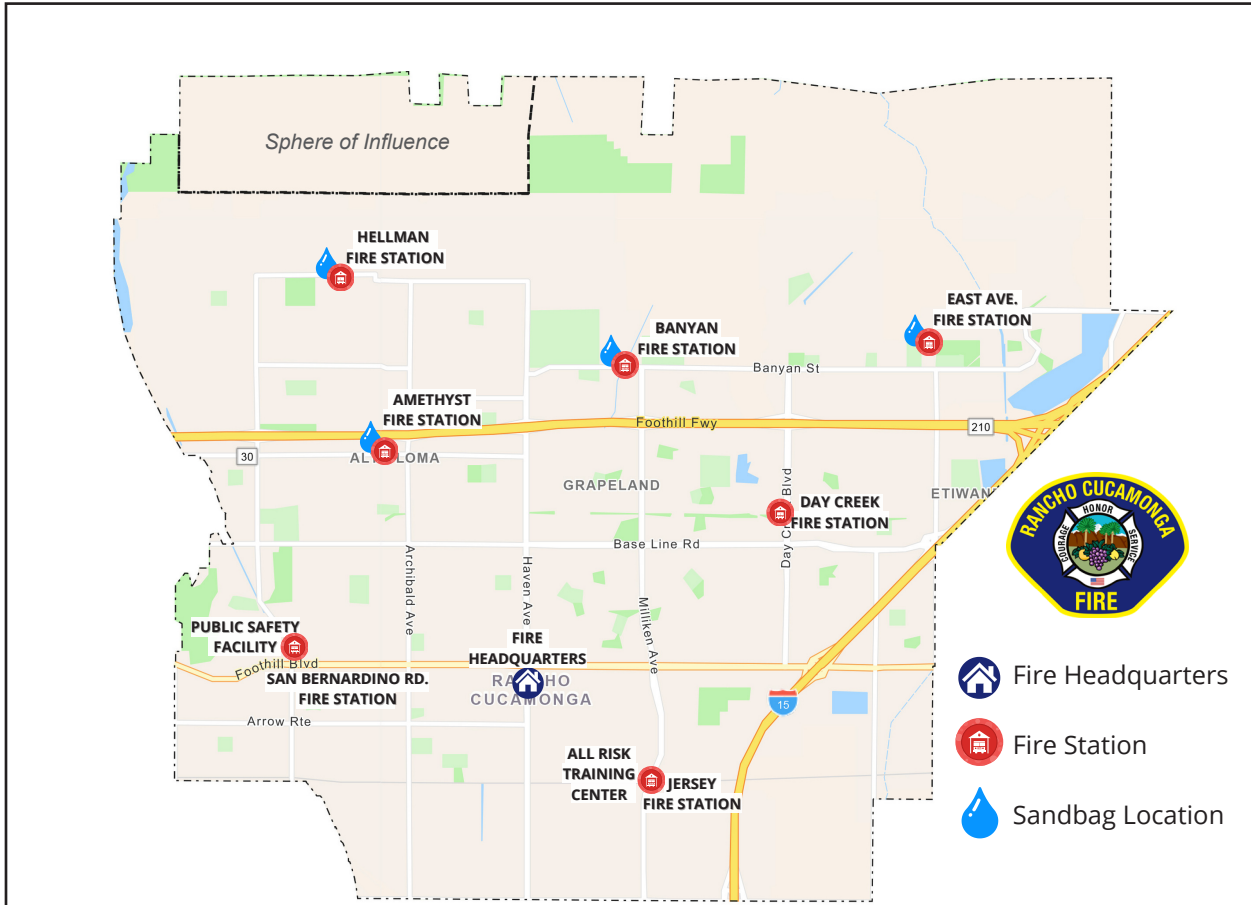 Sphere of Influence
HELLMAN
FIRE STATION
EAST AVE.
FIRE STATION
BANYAN
FIRE STATION
Banyan St
AMETHYST
FIRE STATION
Foothill Fwy
210
30
GRAPELAND
ETIWAN
DAY CREEK
FIRE STATION
Blvd
Day C
Base Line Rd
Archibald Ave
Haven Ave
Milliken Ave
RANCHO CUCAMONGA
HONOR
COURAGE
SERVICE
FIRE
PUBLIC SAFETY
FACILITY
Foothill Blvd
SAN BERNARDINO RD.
FIRE STATION
FIRE
HEADQUARTERS
CUCAMONGA
15
Arrow Rte
ALL RISK
TRAINING
CENTER
JERSEY
FIRE STATION
Fire Headquarters
Fire Station
Sandbag Location